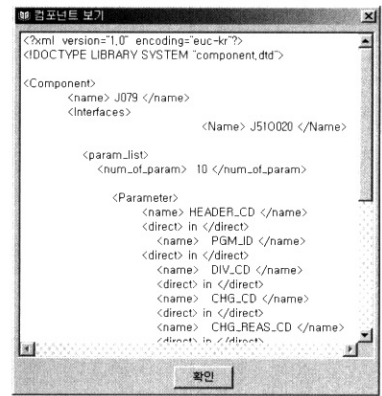 컴포넌트 보기
<?xml version="1.0" encoding="euc-kr"?>
<!DOCTYPE LIBRARY SYSTEM "component.dtd">
<Component>
<name> J079 </name>
<Interfaces>
<Name> J510020 </Name>
<param_list>
<num_of_param> 10 </num_of_param>
<Parameter>
<name> HEADER_CD </name>
<direct> in </direct>
<name> PGM_ID </name>
<direct> in </direct>
<name> DIV_CD </name>
<direct> in </direct>
<name> CHG_CD </name>
<direct> in </direct>
<name> CHG_REAS_CD </name>
<direct> in </direct>
확인